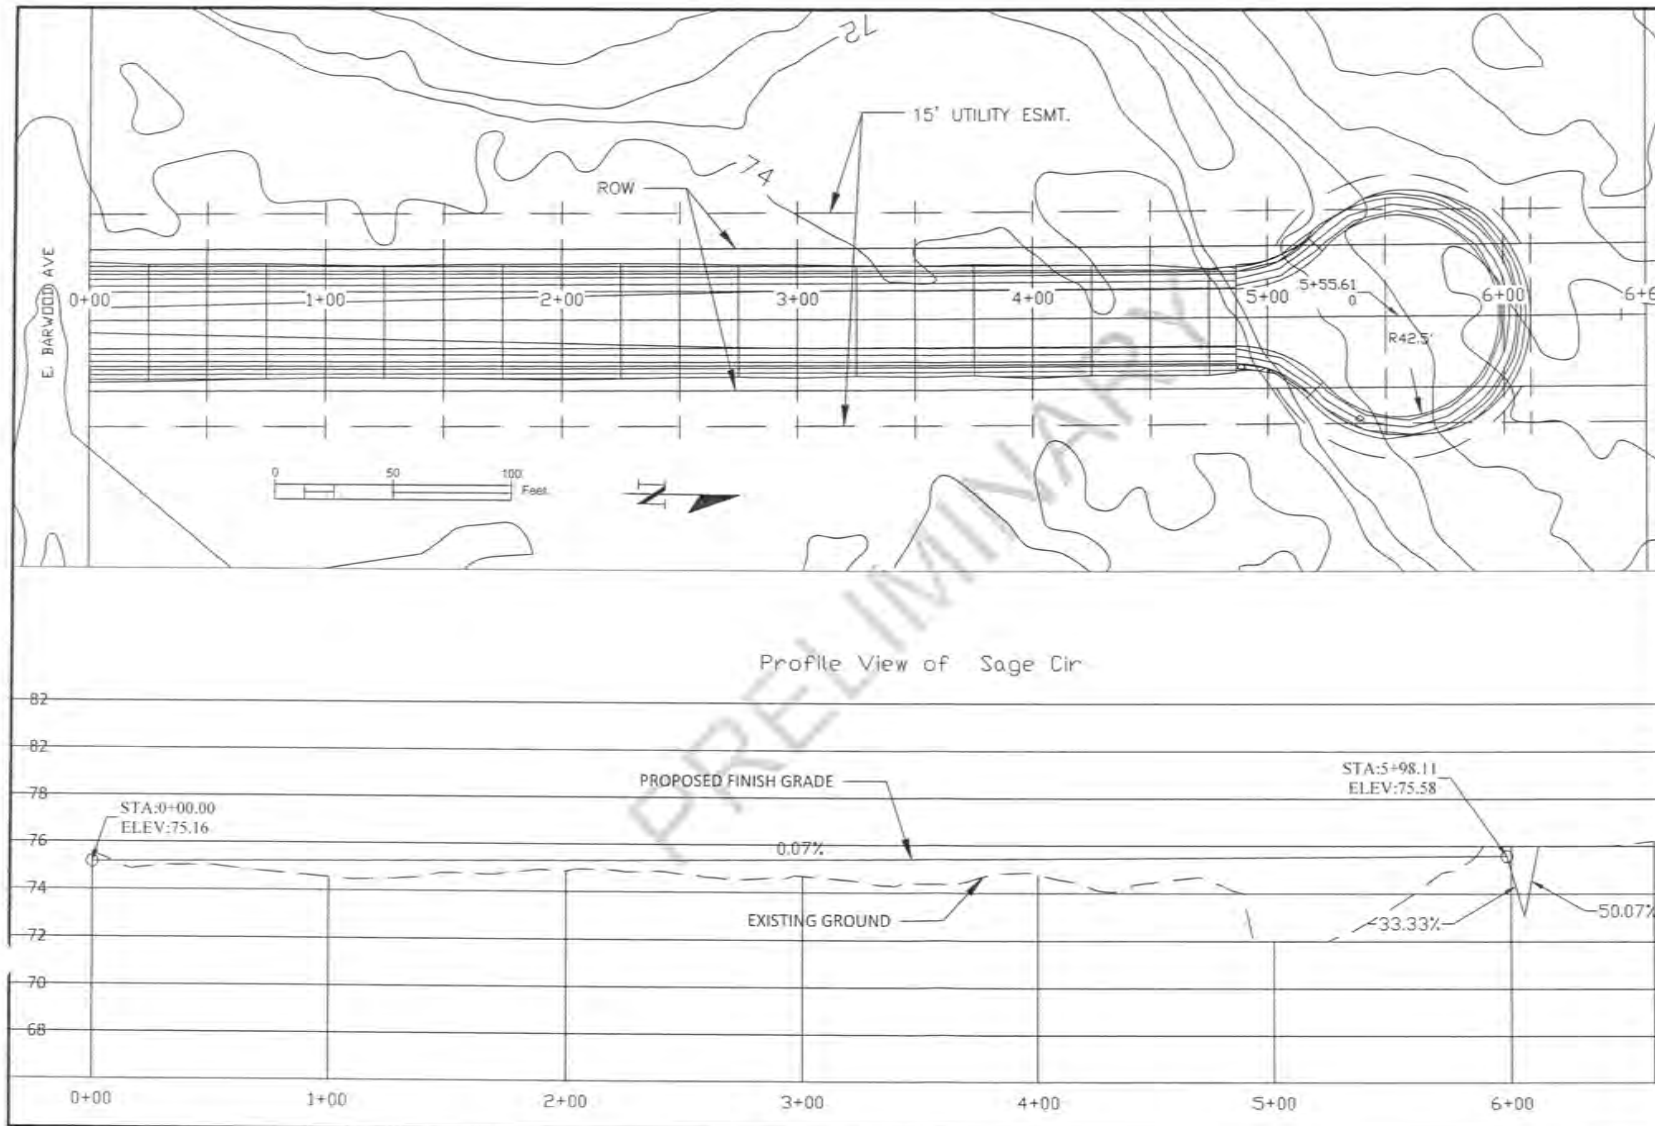 72
15' UTILITY ESMT.
74
ROW
E. BARWOOD AVE
0+00
1+00
2+00
3+00
4+00
5+00
5+55.61
6+00
6+6
R42.5'
0
50
100
Feet
N
PRELIMINARY
Profile View of Sage Cir
82
82
78
76
74
72
70
68
STA:0+00.00
ELEV:75.16
PROPOSED FINISH GRADE
0.07%
EXISTING GROUND
STA:5+98.11
ELEV:75.58
-33.33%
50.07%
0+00
1+00
2+00
3+00
4+00
5+00
6+00